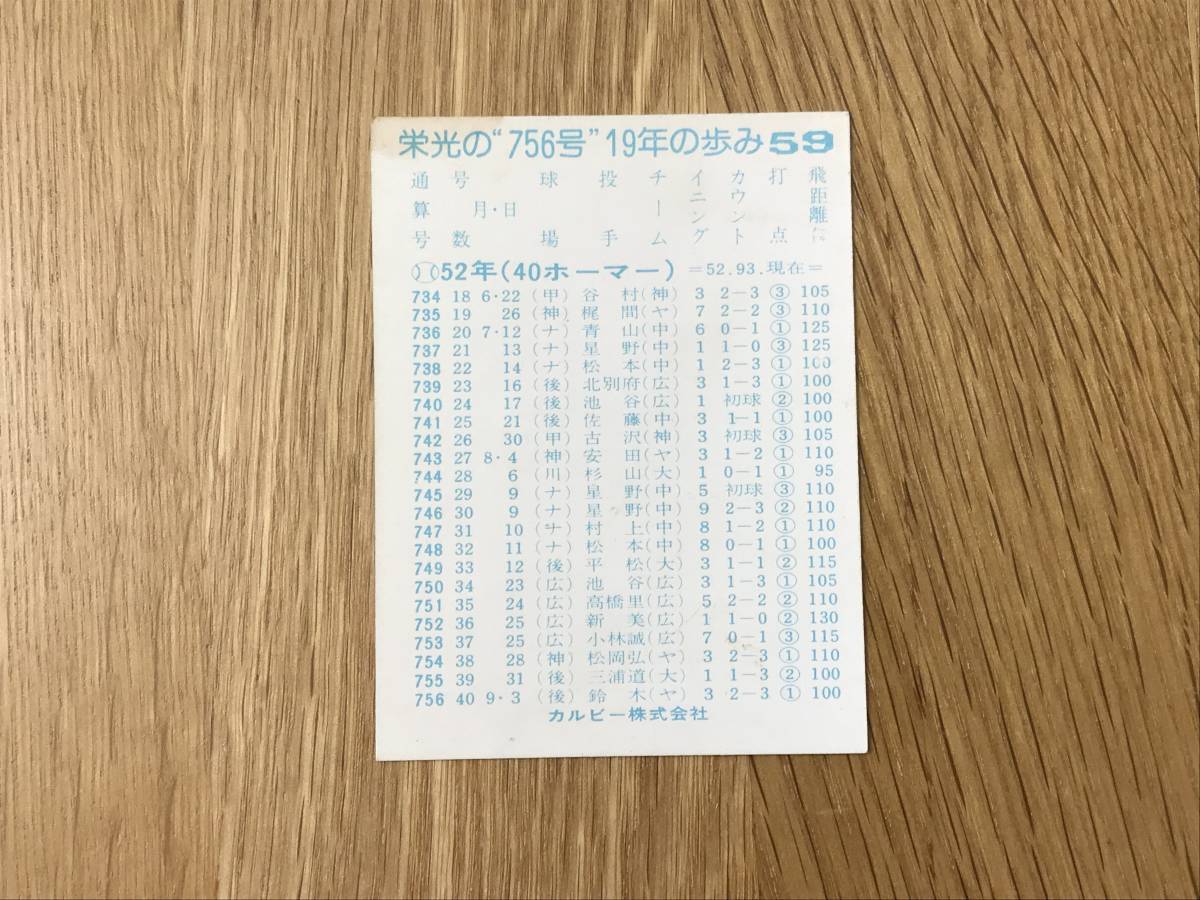 栄光の“756号”19年の歩み59
通算号 号数 月・日 球場 投手 チーム イニング カウント 打点 飛距離
52年(40ホーマー) =52.93.現在=
734 18 6・22 (甲) 谷村(神) 3 2-3 ③ 105
735 19 26 (神) 梶間(ヤ) 7 2-2 ③ 110
736 20 7・12 (ナ) 青山(中) 6 0-1 ① 125
737 21 13 (ナ) 星野(中) 1 1-0 ③ 125
738 22 14 (ナ) 松本(中) 1 2-3 ① 100
739 23 16 (後) 北別府(広) 3 1-3 ① 100
740 24 17 (後) 池谷(広) 1 初球 ② 100
741 25 21 (後) 佐藤(中) 3 1-1 ① 100
742 26 30 (甲) 古沢(神) 3 初球 ③ 105
743 27 8・4 (神) 安田(ヤ) 3 1-2 ① 110
744 28 6 (川) 杉山(大) 1 0-1 ① 95
745 29 9 (ナ) 星野(中) 5 初球 ③ 110
746 30 9 (ナ) 星野(中) 9 2-3 ② 110
747 31 10 (ナ) 村上(中) 8 1-2 ① 110
748 32 11 (ナ) 松本(中) 8 0-1 ① 100
749 33 12 (後) 平松(大) 3 1-1 ② 115
750 34 23 (広) 池谷(広) 3 1-3 ① 105
751 35 24 (広) 高橋里(広) 5 2-2 ② 110
752 36 25 (広) 新美(広) 1 1-0 ② 130
753 37 25 (広) 小林誠(広) 7 0-1 ③ 115
754 38 28 (神) 松岡弘(ヤ) 3 2-3 ① 110
755 39 31 (後) 三浦道(大) 1 1-3 ② 100
756 40 9・3 (後) 鈴木(ヤ) 3 2-3 ① 100
カルビー株式会社